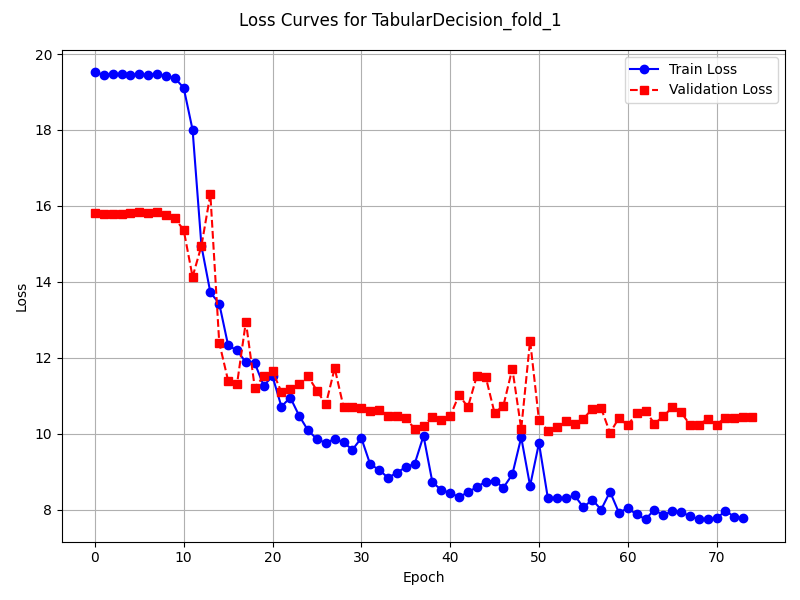 Loss Curves for TabularDecision_fold_1
Train Loss
Validation Loss
20
18
16
14
12
10
8
Loss
0 10 20 30 40 50 60 70
Epoch